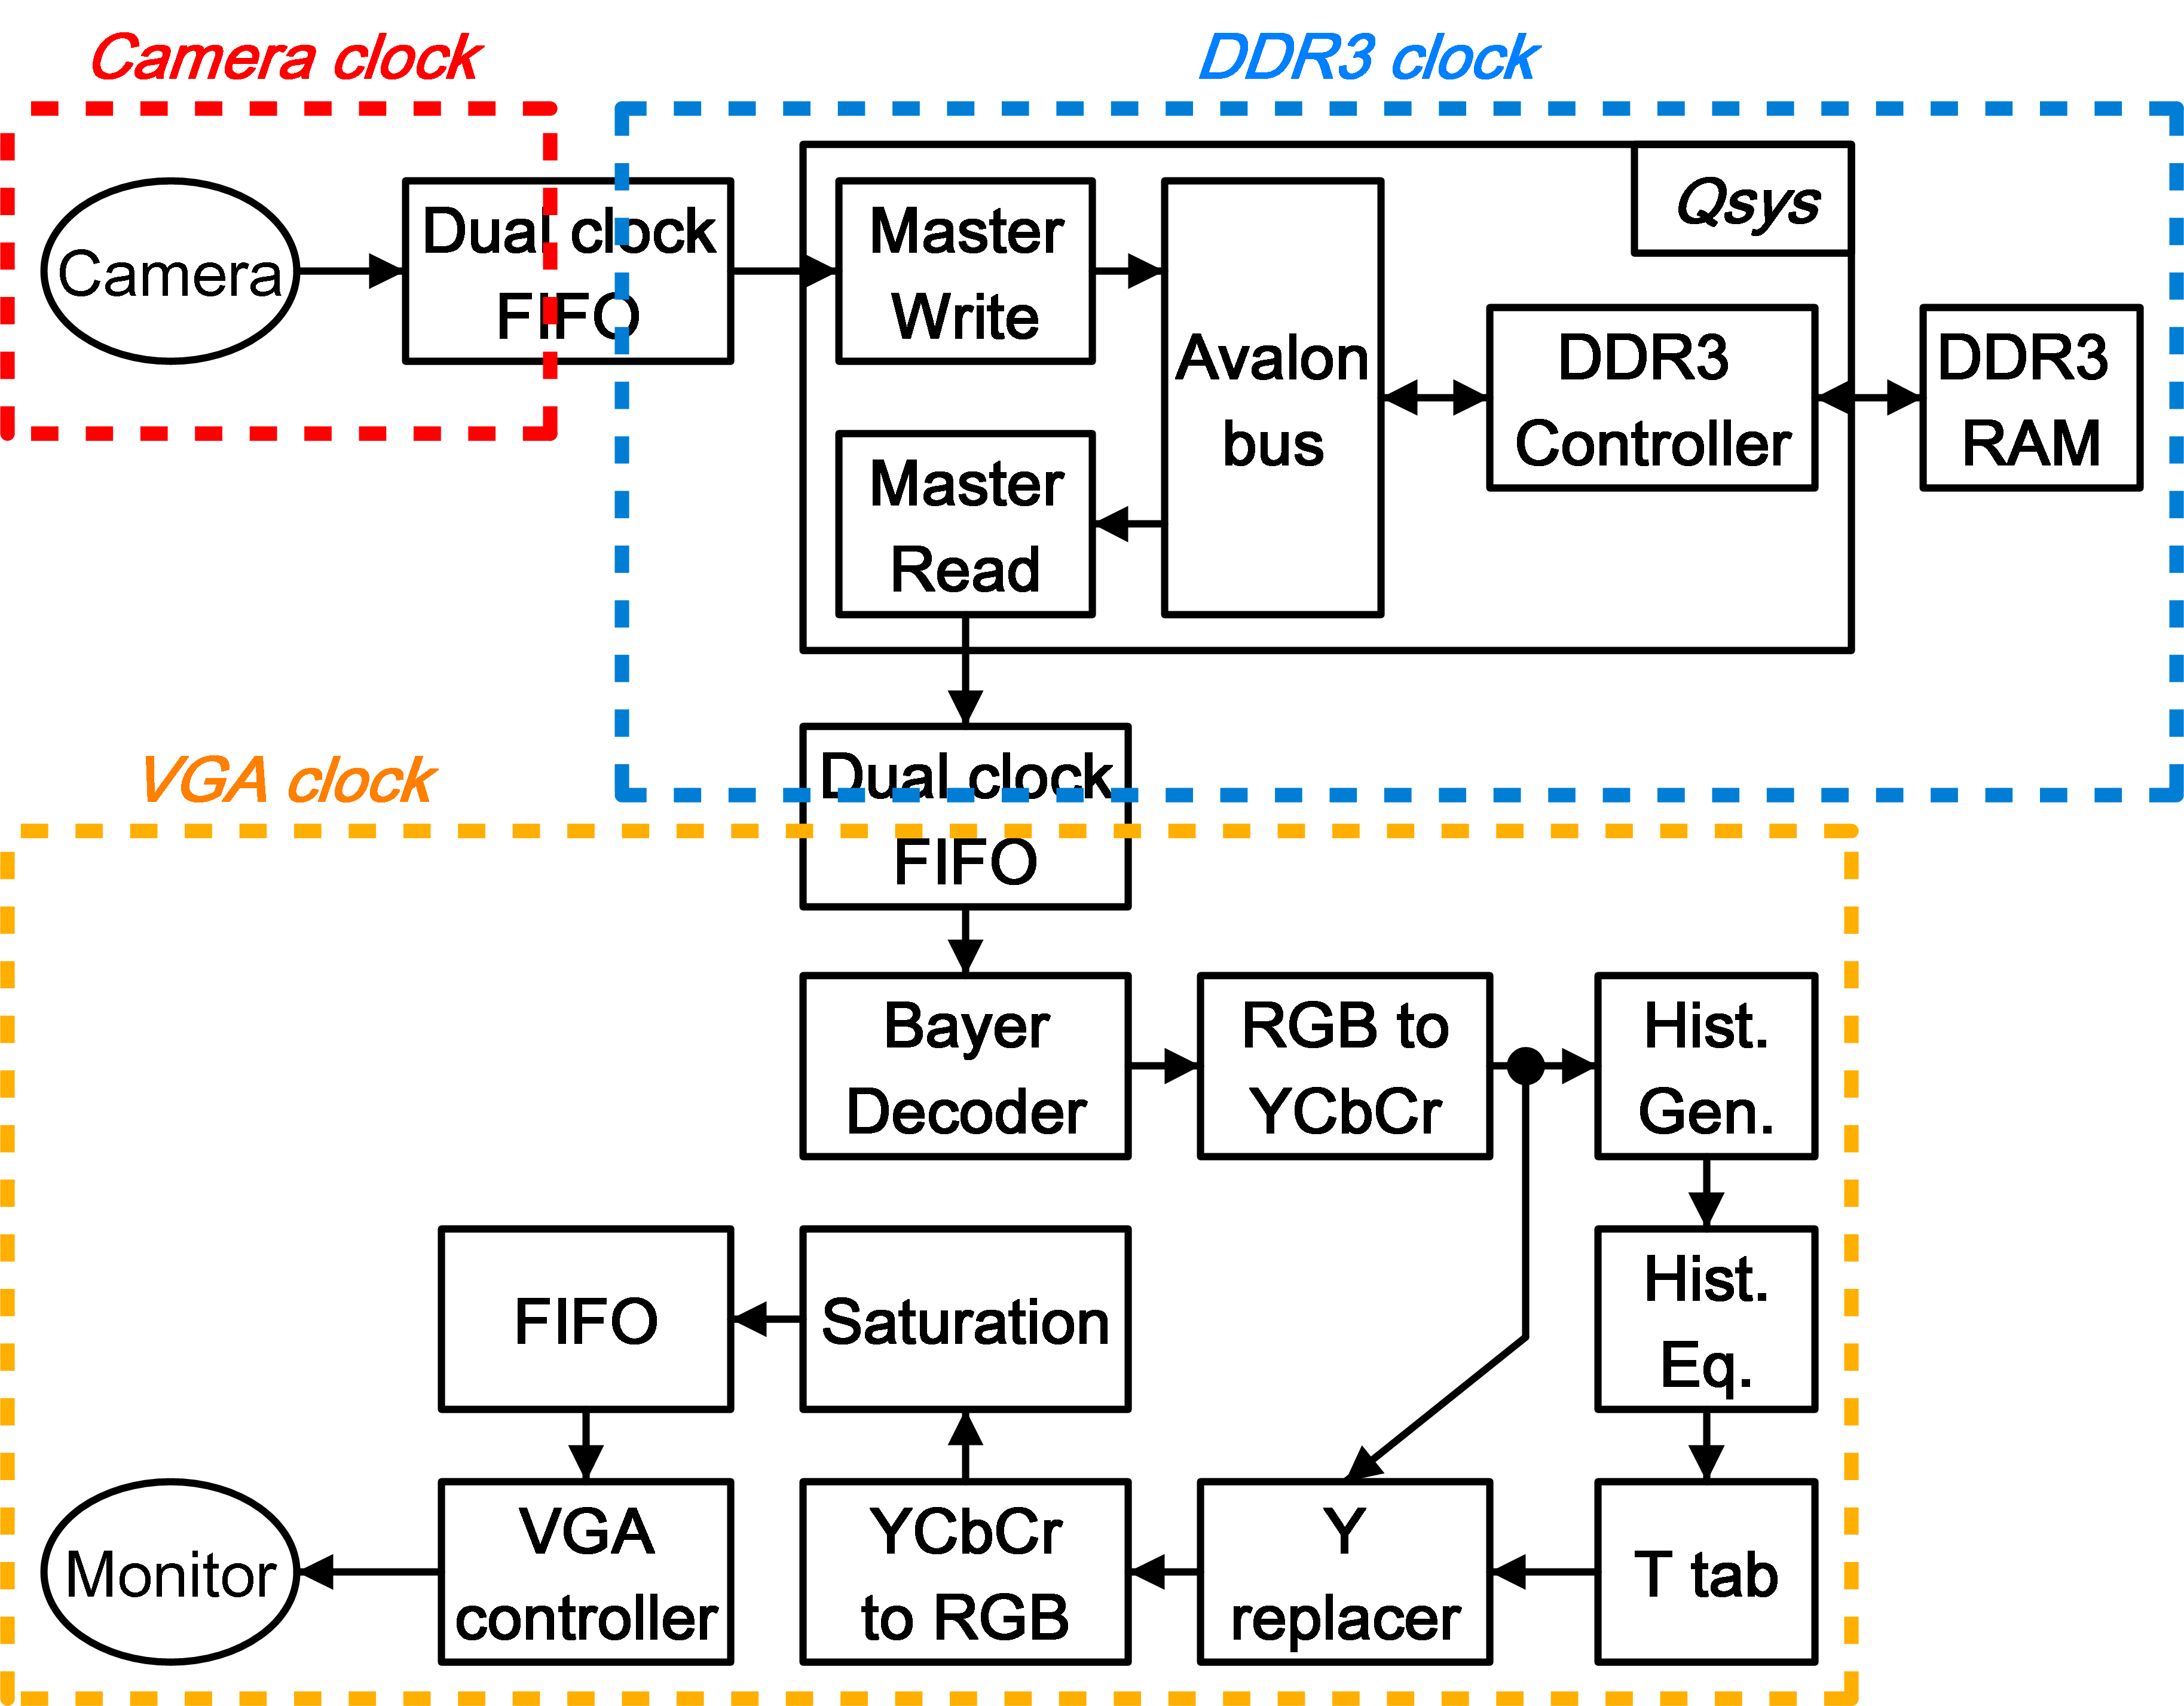 Camera clock
DDR3 clock
Qsys
Camera
Dual clock
FIFO
Master
Write
Avalon
bus
DDR3
Controller
DDR3
RAM
Master
Read
VGA clock
Dual clock
FIFO
Bayer
Decoder
RGB to
YCbCr
Hist.
Gen.
FIFO
Saturation
Hist.
Eq.
Monitor
VGA
controller
YCbCr
to RGB
Y
replacer
T tab